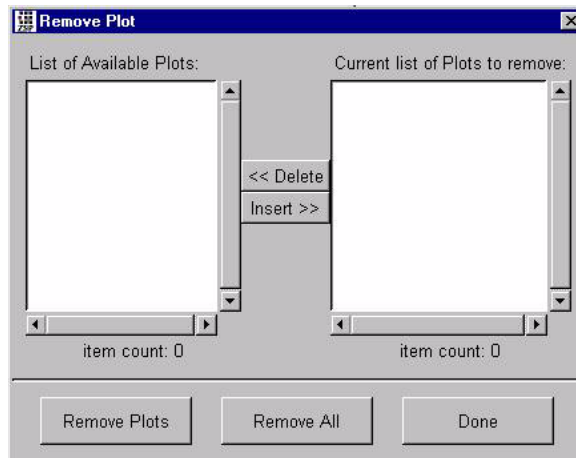 Remove Plot
List of Available Plots:
Current list of Plots to remove:
<< Delete
Insert >>
item count: 0
item count: 0
Remove Plots
Remove All
Done